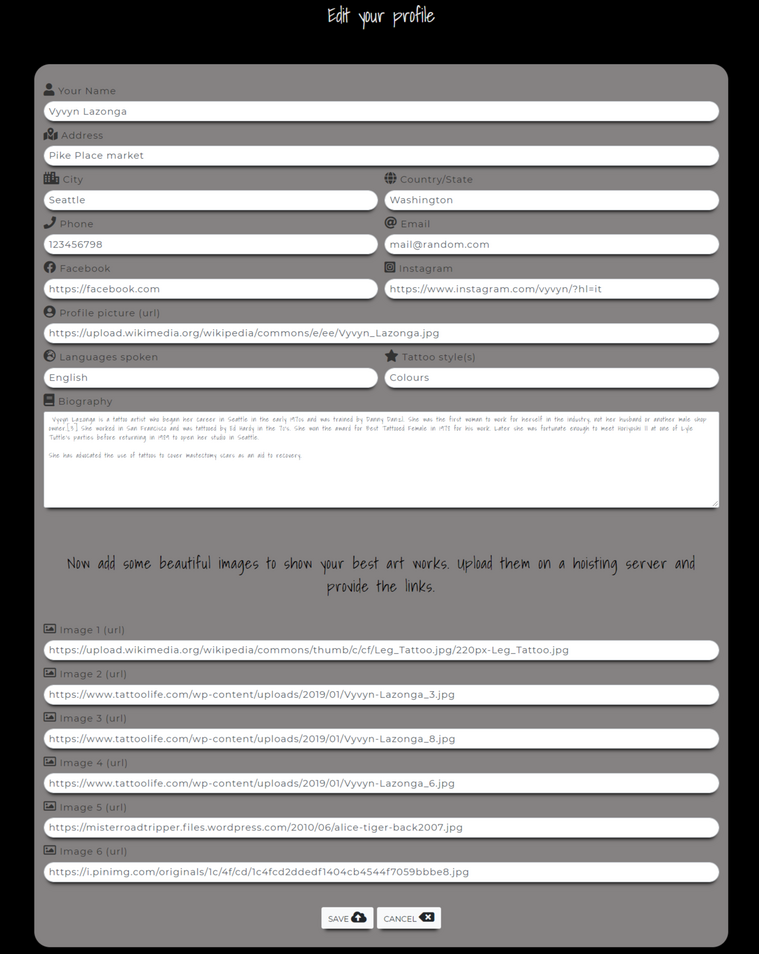 Edit your profile
Your Name
Vyvyn Lazonga
Address
Pike Place market
City Country/State
Seattle Washington
Phone Email
123456798 mail@random.com
Facebook Instagram
https://facebook.com https://www.instagram.com/vyvyn/?hl=it
Profile picture (url)
https://upload.wikimedia.org/wikipedia/commons/e/ee/Vyvyn_Lazonga.jpg
Languages spoken Tattoo style(s)
English Colours
Biography
Vyvyn Lazonga is a tattoo artist who began her career in Seattle in the early 1970s and was trained by Danny Danzl. She was the first woman to work for herself in the industry, not her husband or another male shop
owner.[5]. She worked in San Francisco and was tattooed by Ed Hardy in the '70s. She won the award for Best Tattooed Female in 1978 for his work. Later she was fortunate enough to meet Horiyoshi II at one of Lyle
Tuttle's parties before returning in 1989 to open her studio in Seattle.
She has advocated the use of tattoos to cover mastectomy scars as an aid to recovery.
Now add some beautiful images to show your best art works. Upload them on a hoisting server and
provide the links.
Image 1 (url)
https://upload.wikimedia.org/wikipedia/commons/thumb/c/cf/Leg_Tattoo.jpg/220px-Leg_Tattoo.jpg
Image 2 (url)
https://www.tattoolife.com/wp-content/uploads/2019/01/Vyvyn-Lazonga_3.jpg
Image 3 (url)
https://www.tattoolife.com/wp-content/uploads/2019/01/Vyvyn-Lazonga_8.jpg
Image 4 (url)
https://www.tattoolife.com/wp-content/uploads/2019/01/Vyvyn-Lazonga_6.jpg
Image 5 (url)
https://misterroadtripper.files.wordpress.com/2010/06/alice-tiger-back2007.jpg
Image 6 (url)
https://i.pinimg.com/originals/1c/4f/cd/1c4fcd2ddedf1404cb4544f7059bbbe8.jpg
SAVE CANCEL